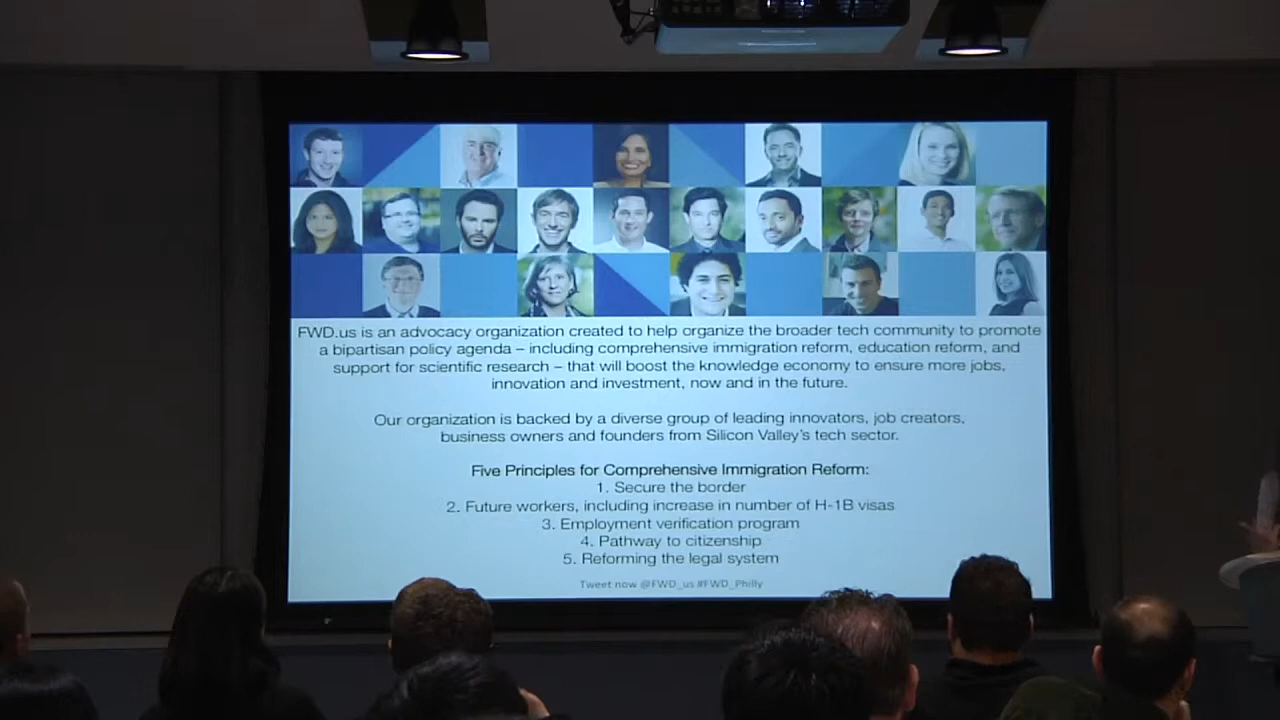 FWD.us is an advocacy organization created to help organize the broader tech community to promote
a bipartisan policy agenda – including comprehensive immigration reform, education reform, and
support for scientific research – that will boost the knowledge economy to ensure more jobs,
innovation and investment, now and in the future.
Our organization is backed by a diverse group of leading innovators, job creators,
business owners and founders from Silicon Valley's tech sector.
Five Principles for Comprehensive Immigration Reform:
1. Secure the border
2. Future workers, including increase in number of H-1B visas
3. Employment verification program
4. Pathway to citizenship
5. Reforming the legal system
Tweet now @FWD_us #FWD_Philly